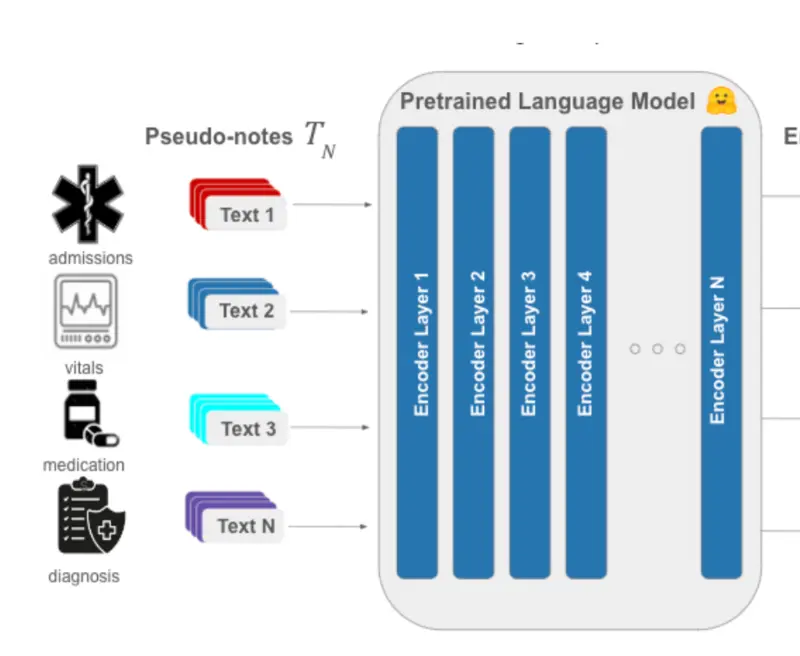 Pretrained Language Model
Pseudo-notes T_N
admissions
Text 1
vitals
Text 2
medication
Text 3
diagnosis
Text N
Encoder Layer 1
Encoder Layer 2
Encoder Layer 3
Encoder Layer 4
Encoder Layer N